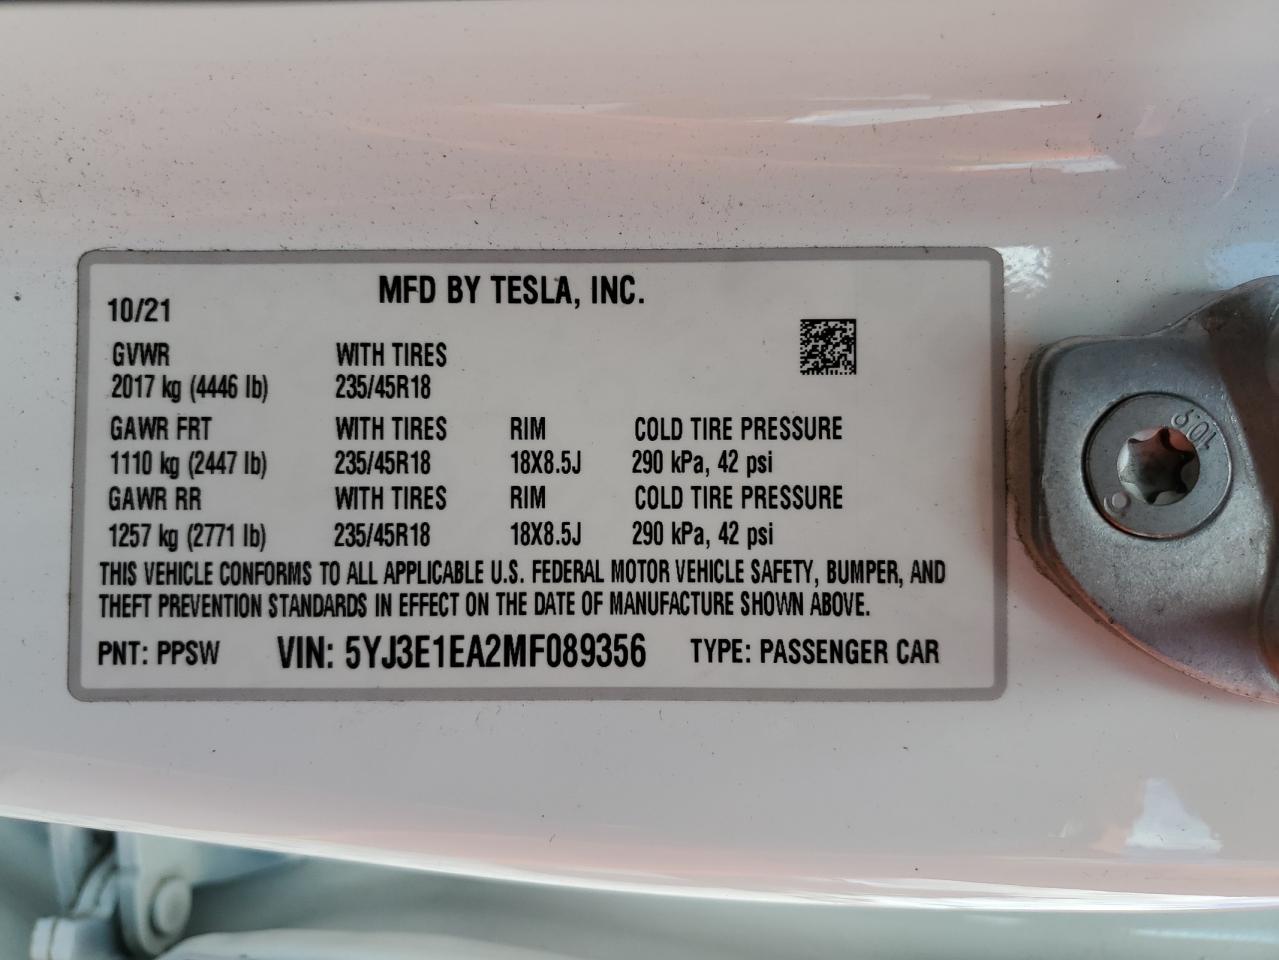 MFD BY TESLA, INC.
10/21
GVWR WITH TIRES
2017 kg (4446 lb) 235/45R18
GAWR FRT WITH TIRES RIM COLD TIRE PRESSURE
1110 kg (2447 lb) 235/45R18 18X8.5J 290 kPa, 42 psi
GAWR RR WITH TIRES RIM COLD TIRE PRESSURE
1257 kg (2771 lb) 235/45R18 18X8.5J 290 kPa, 42 psi
THIS VEHICLE CONFORMS TO ALL APPLICABLE U.S. FEDERAL MOTOR VEHICLE SAFETY, BUMPER, AND
THEFT PREVENTION STANDARDS IN EFFECT ON THE DATE OF MANUFACTURE SHOWN ABOVE.
PNT: PPSW VIN: 5YJ3E1EA2MF089356 TYPE: PASSENGER CAR
10.9